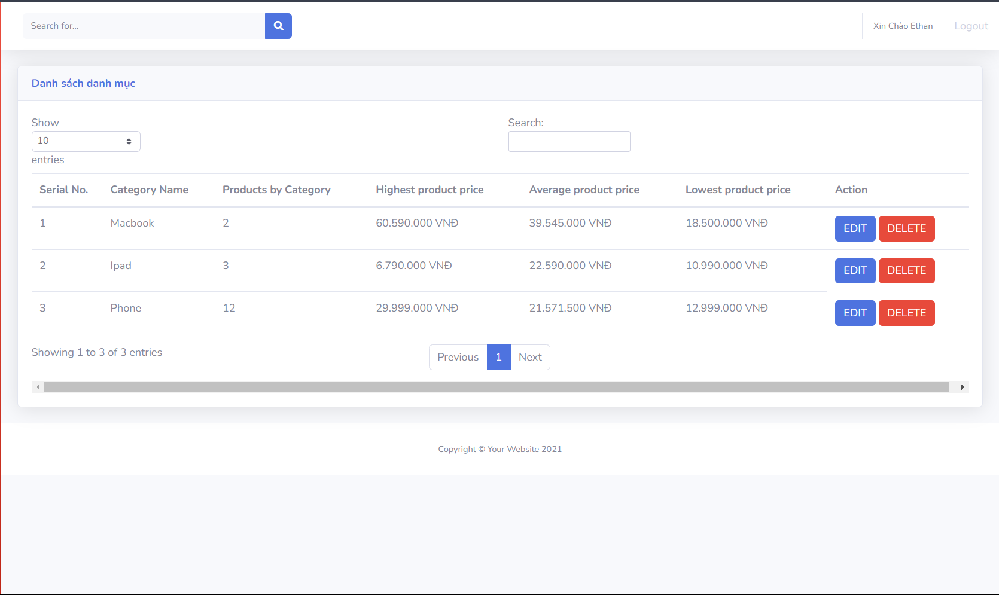 Search for...
Xin Chào Ethan
Logout
Danh sách danh mục
Show
Search:
10
entries
Serial No. Category Name Products by Category Highest product price Average product price Lowest product price Action
1 Macbook 2 60.590.000 VNĐ 39.545.000 VNĐ 18.500.000 VNĐ EDIT DELETE
2 Ipad 3 6.790.000 VNĐ 22.590.000 VNĐ 10.990.000 VNĐ EDIT DELETE
3 Phone 12 29.999.000 VNĐ 21.571.500 VNĐ 12.999.000 VNĐ EDIT DELETE
Showing 1 to 3 of 3 entries
Previous 1 Next
Copyright © Your Website 2021